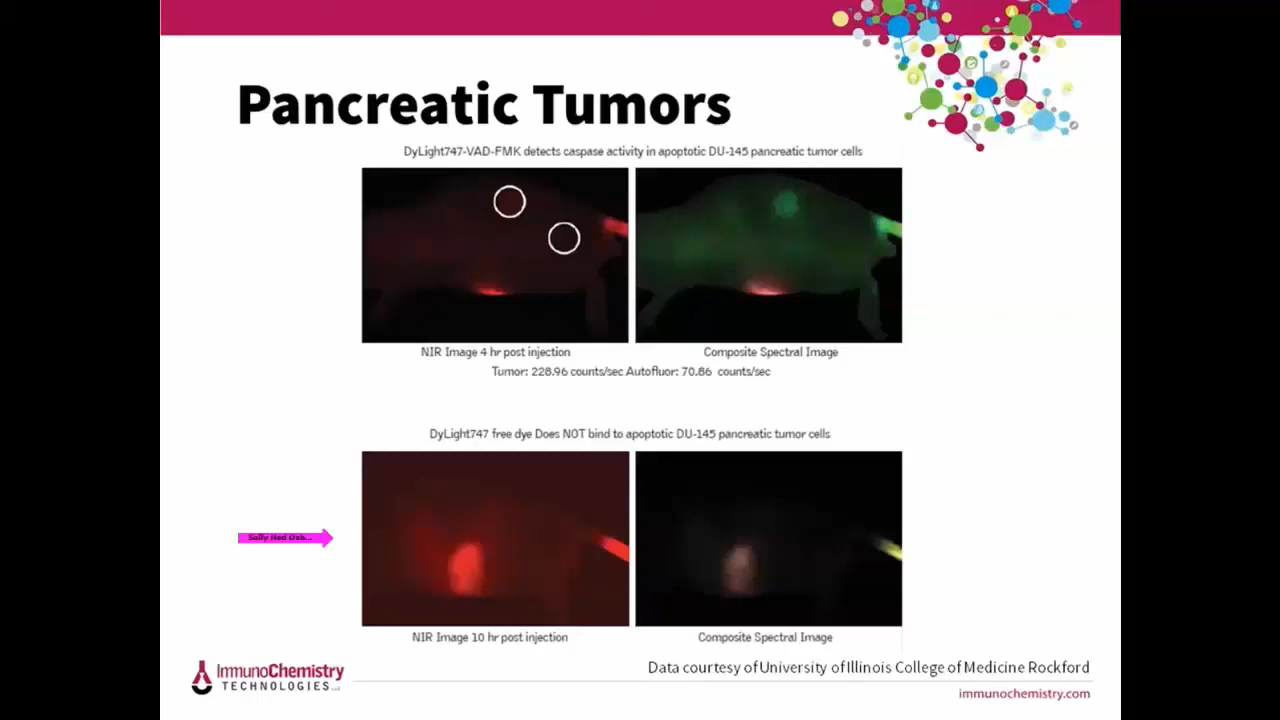 Pancreatic Tumors
DyLight747-VAD-FMK detects caspase activity in apoptotic DU-145 pancreatic tumor cells
NIR Image 4 hr post injection
Composite Spectral Image
Tumor: 228.96 counts/sec Autofluor: 70.86 counts/sec
DyLight747 free dye Does NOT bind to apoptotic DU-145 pancreatic tumor cells
Sally Hed
NIR Image 10 hr post injection
Composite Spectral Image
Data courtesy of University of Illinois College of Medicine Rockford
ImmunoChemistry
TECHNOLOGIES
immunochemistry.com